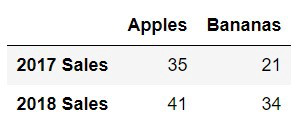 Apples Bananas
2017 Sales 35 21
2018 Sales 41 34